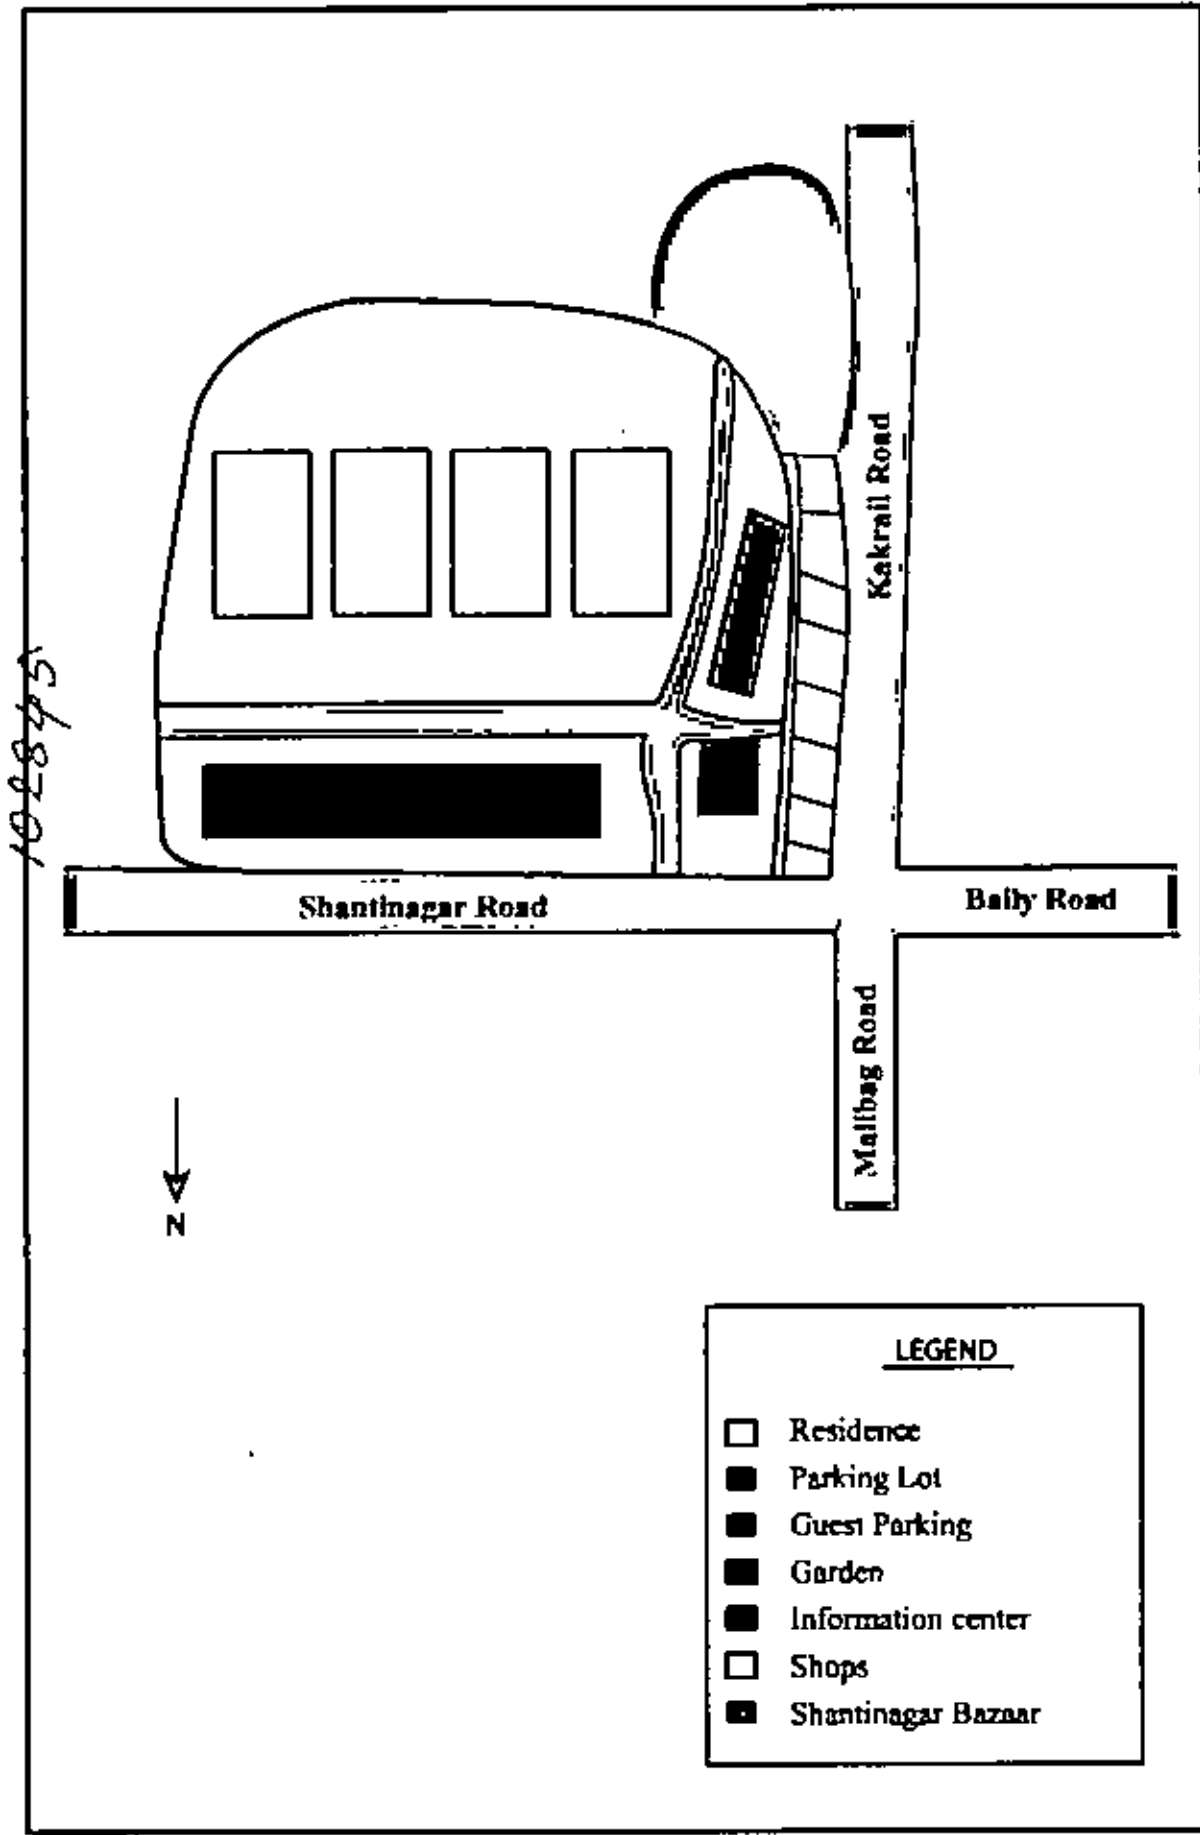 Kakrail Road
102845
Shantinagar Road
Baily Road
Malibag Road
N
LEGEND
Residence
Parking Lot
Guest Parking
Garden
Information center
Shops
Shantinagar Bazaar